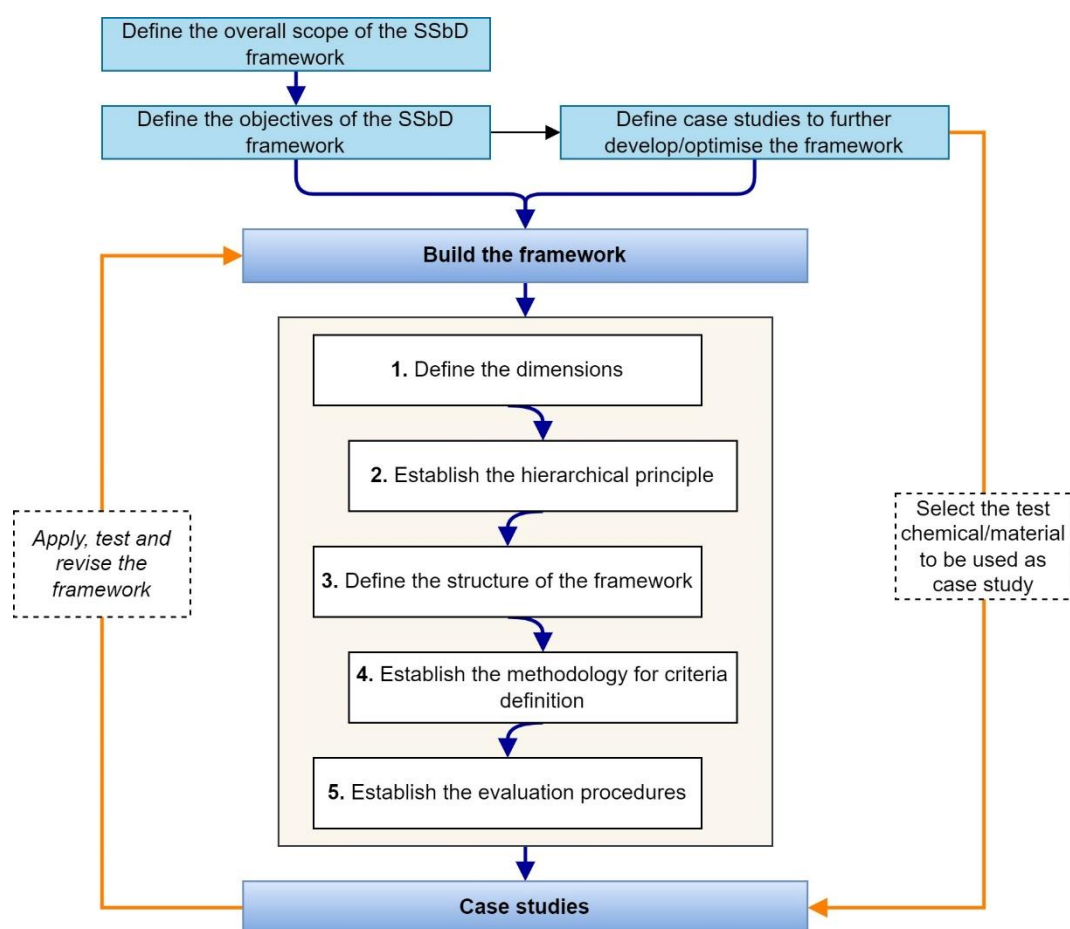 Define the overall scope of the SSbD
framework
Define the objectives of the SSbD
framework
Define case studies to further
develop/optimise the framework
Build the framework
1. Define the dimensions
2. Establish the hierarchical principle
3. Define the structure of the framework
4. Establish the methodology for criteria
definition
5. Establish the evaluation procedures
Apply, test and
revise the
framework
Select the test
chemical/material
to be used as
case study
Case studies